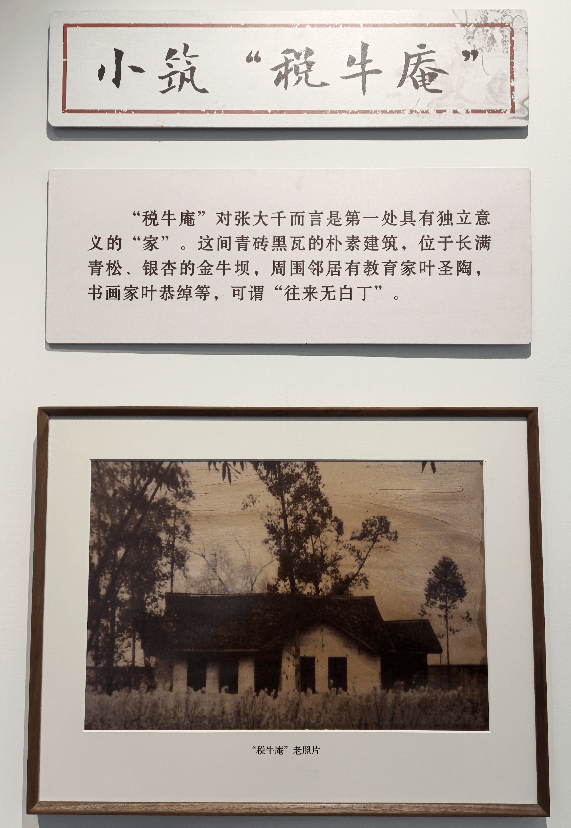 小筑“税牛庵”
“税牛庵”对张大千而言是第一处具有独立意
义的“家”。这间青砖黑瓦的朴素建筑，位于长满
青松、银杏的金牛坝，周围邻居有教育家叶圣陶，
书画家叶恭绰等，可谓“往来无白丁”。
“税牛庵”老照片